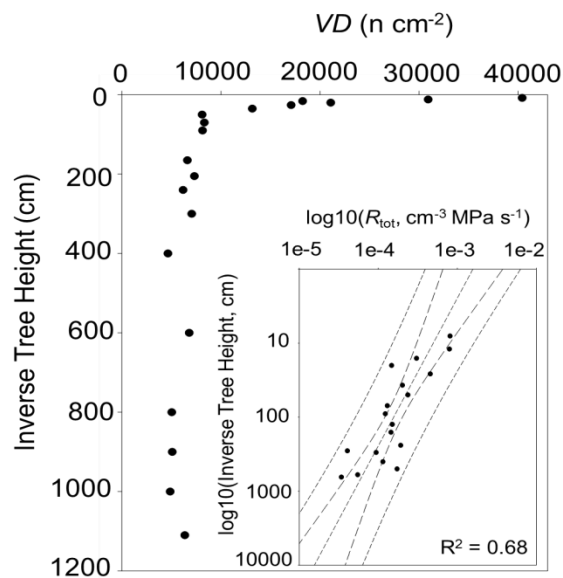 VD (n cm⁻²)
0 10000 20000 30000 40000
0
200
400
600
800
1000
1200
Inverse Tree Height (cm)
log10(Rtot, cm⁻³ MPa s⁻¹)
1e-5 1e-4 1e-3 1e-2
10
100
1000
10000
log10(Inverse Tree Height, cm)
R² = 0.68